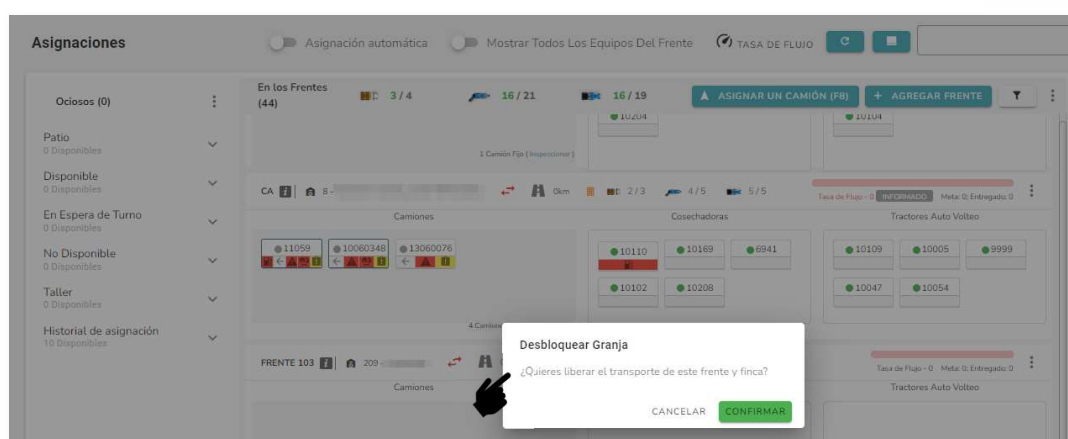 Asignaciones
Asignación automática
Mostrar Todos Los Equipos Del Frente
TASA DE FLUJO
Ociosos (0)
Patio
0 Disponibles
Disponible
0 Disponibles
En Espera de Turno
0 Disponibles
No Disponible
0 Disponibles
Taller
0 Disponibles
Historial de asignación
10 Disponibles
En los Frentes
(44)
3 / 4
16 / 21
16 / 19
ASIGNAR UN CAMIÓN (F8)
+ AGREGAR FRENTE
10204
10104
1 Camión Fijo (Inspeccionar)
CA
8 -
0km
2 / 3
4 / 5
5 / 5
Tasa de Flujo - 0 INFORMADO Meta: 0; Entregado: 0
Camiones
Cosechadoras
Tractores Auto Volteo
11059
10060348
13060076
10110
10169
6941
10109
10005
9999
10102
10208
10047
10054
FRENTE 103
209 -
Tasa de Flujo - 0 Meta: 0; Entregado: 0
Camiones
Tractores Auto Volteo
Desbloquear Granja
¿Quieres liberar el transporte de este frente y finca?
CANCELAR
CONFIRMAR